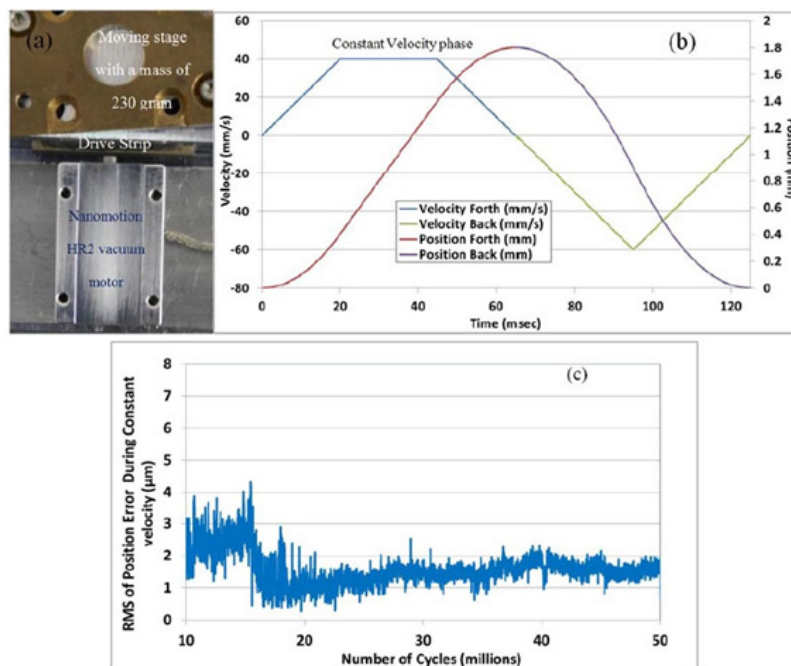 (a)
Moving stage
with a mass of
230 gram
Drive Strip
Nanomotion
HR2 vacuum
motor
(b)
Constant Velocity phase
Velocity (mm/s)
60
40
20
0
-20
-40
-60
-80
Velocity Forth (mm/s)
Velocity Back (mm/s)
Position Forth (mm)
Position Back (mm)
0 20 40 60 80 100 120
Time (msec)
2
1.8
1.6
1.4
1.2
1
0.8
0.6
0.4
0.2
0
Position (mm)
(c)
RMS of Position Error During Constant
velocity (µm)
8
7
6
5
4
3
2
1
0
10 20 30 40 50
Number of Cycles (millions)